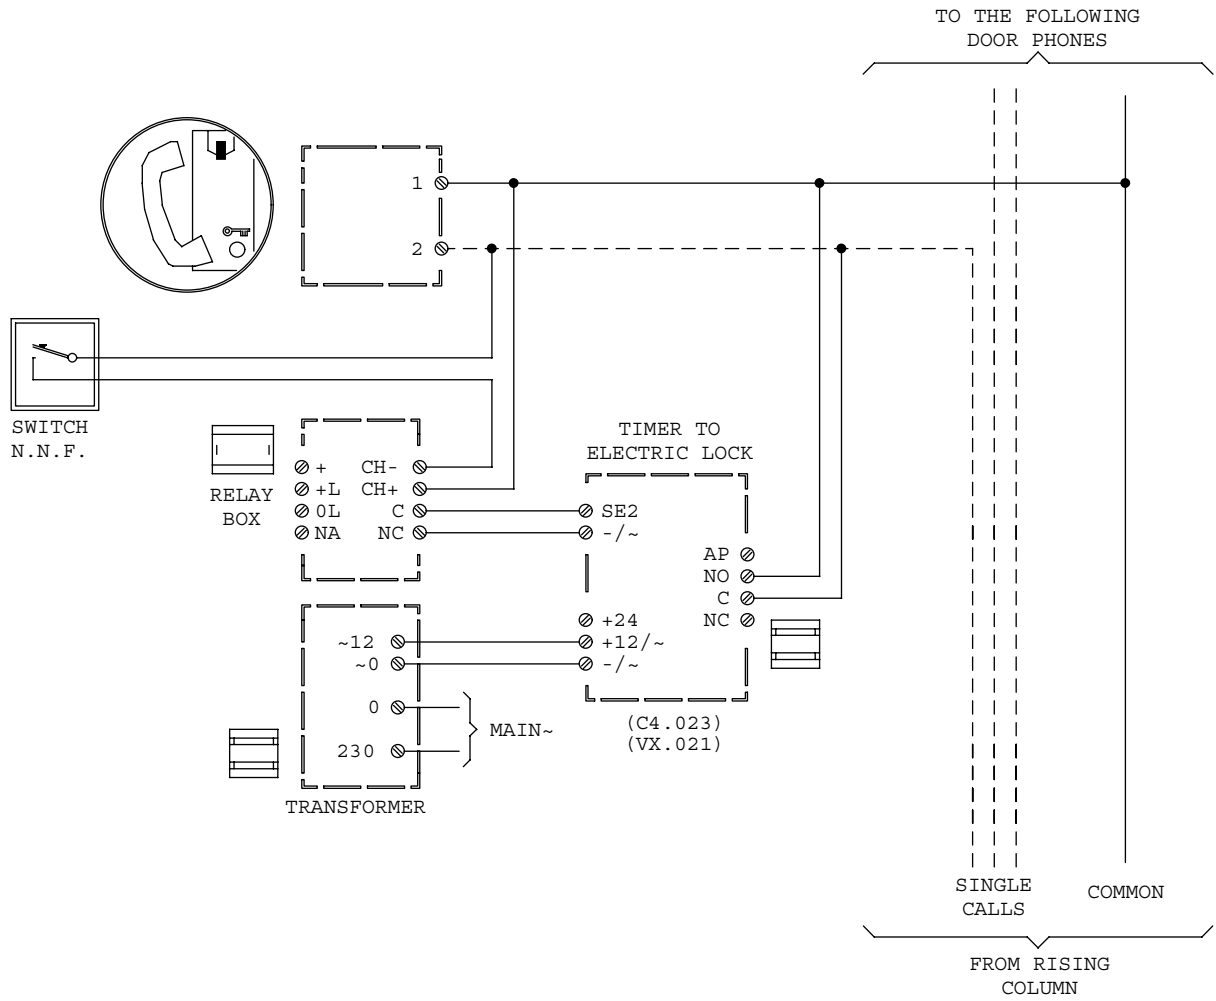 TO THE FOLLOWING
DOOR PHONES
1
2
SWITCH
N.N.F.
RELAY
BOX
+ CH-
+L CH+
0L C
NA NC
TIMER TO
ELECTRIC LOCK
SE2
-/~
AP
NO
C
NC
+24
+12/~
-/~
(C4.023)
(VX.021)
~12
~0
0
230
MAIN~
TRANSFORMER
SINGLE
CALLS
COMMON
FROM RISING
COLUMN